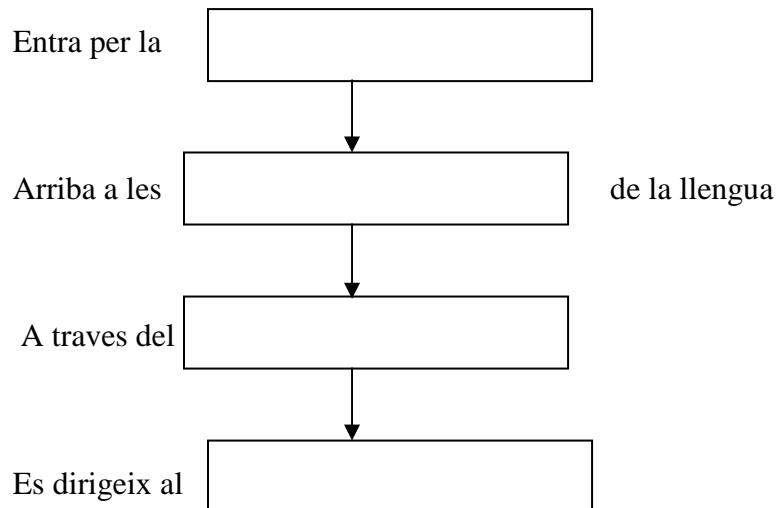 Entra per la
Arriba a les de la llengua
A traves del
Es dirigeix al